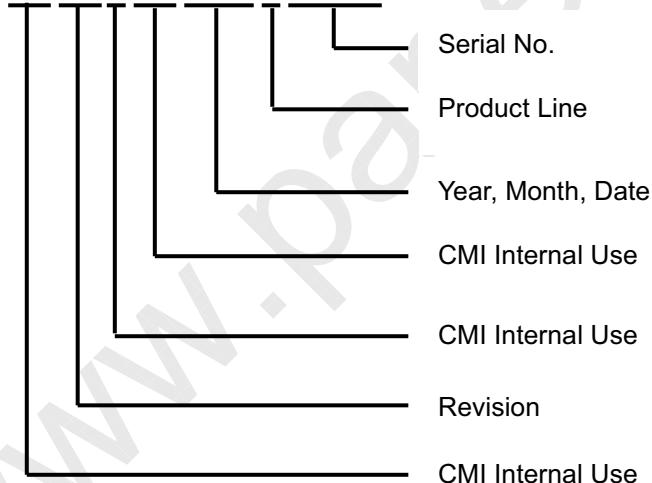 Serial No.
Product Line
Year, Month, Date
CMI Internal Use
CMI Internal Use
Revision
CMI Internal Use